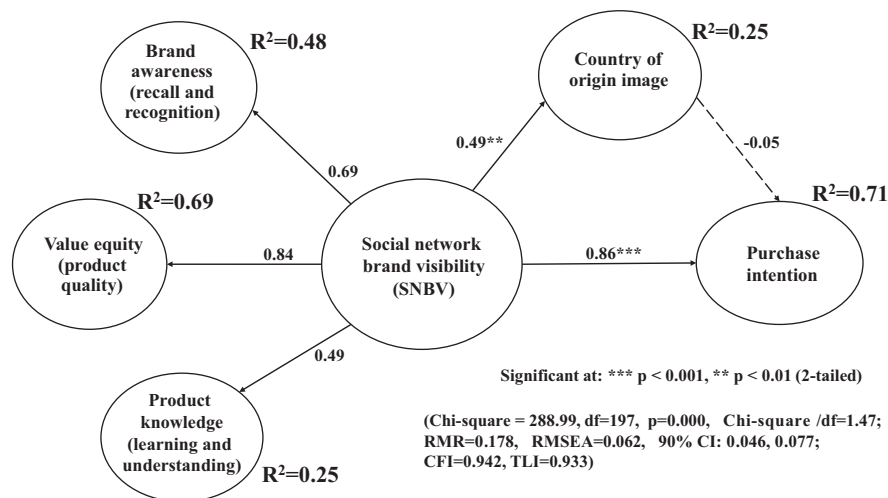 R²=0.48
Brand
awareness
(recall and
recognition)
R²=0.25
Country of
origin image
0.49**
-0.05
0.69
R²=0.69
R²=0.71
Value equity
(product
quality)
0.84
Social network
brand visibility
(SNBV)
0.86***
Purchase
intention
0.49
Product
knowledge
(learning and
understanding)
R²=0.25
Significant at: *** p < 0.001, ** p < 0.01 (2-tailed)
(Chi-square = 288.99, df=197, p=0.000, Chi-square /df=1.47;
RMR=0.178, RMSEA=0.062, 90% CI: 0.046, 0.077;
CFI=0.942, TLI=0.933)